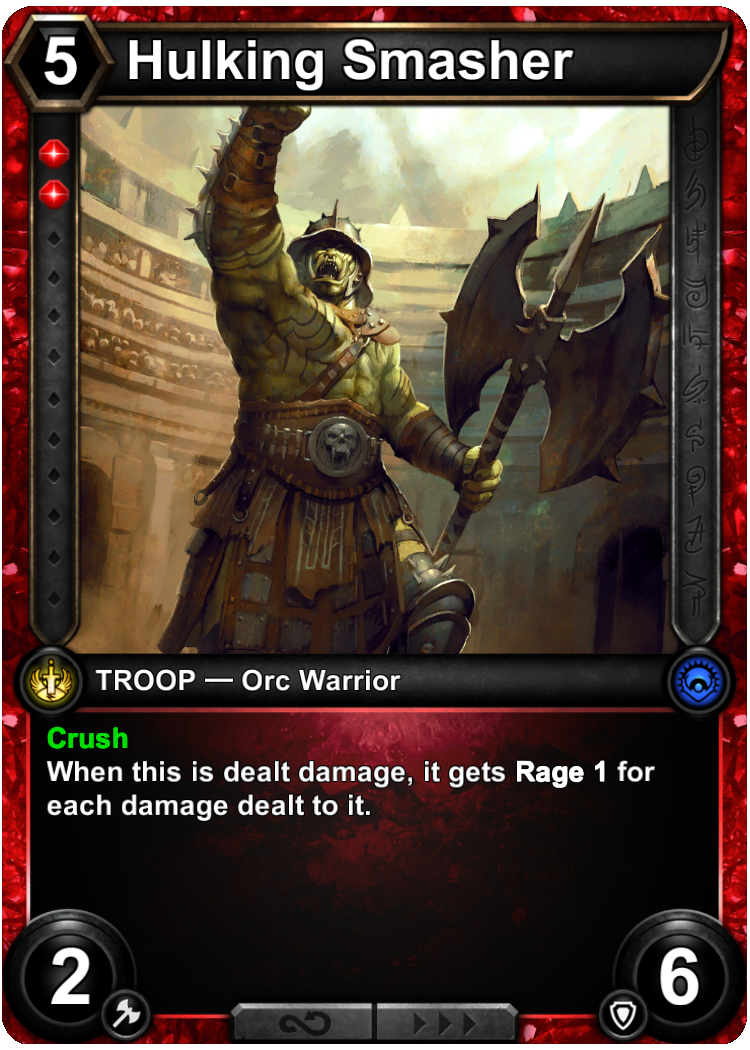 5 Hulking Smasher
TROOP — Orc Warrior
Crush
When this is dealt damage, it gets Rage 1 for
each damage dealt to it.
2 6